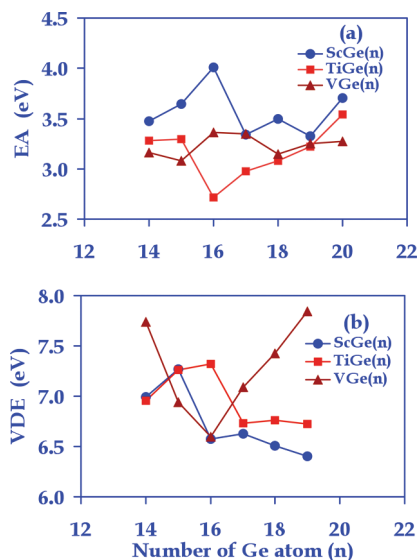 4.5
(a)
ScGe(n)
TiGe(n)
VGe(n)
4.0
3.5
3.0
2.5
EA (eV)
12 14 16 18 20 22
8.0
(b)
ScGe(n)
TiGe(n)
VGe(n)
7.5
7.0
6.5
6.0
VDE (eV)
12 14 16 18 20 22
Number of Ge atom (n)